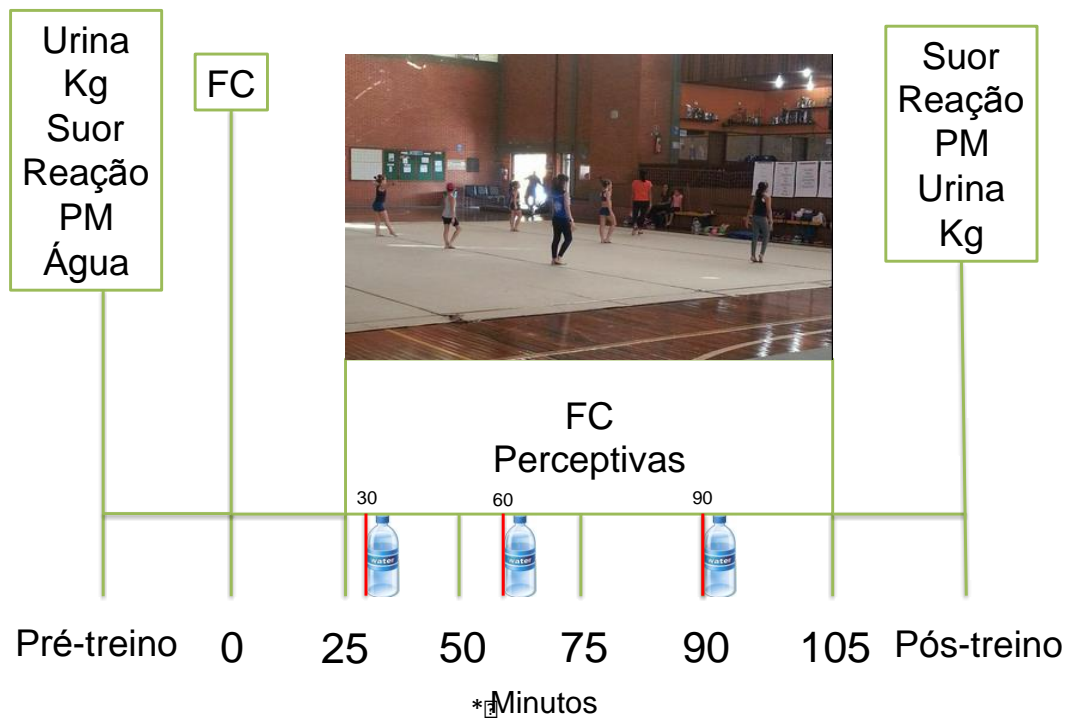 Urina
Kg
Suor
Reação
PM
Água
FC
Suor
Reação
PM
Urina
Kg
FC
Perceptivas
30
60
90
water
water
water
Pré-treino 0 25 50 75 90 105 Pós-treino
*Minutos